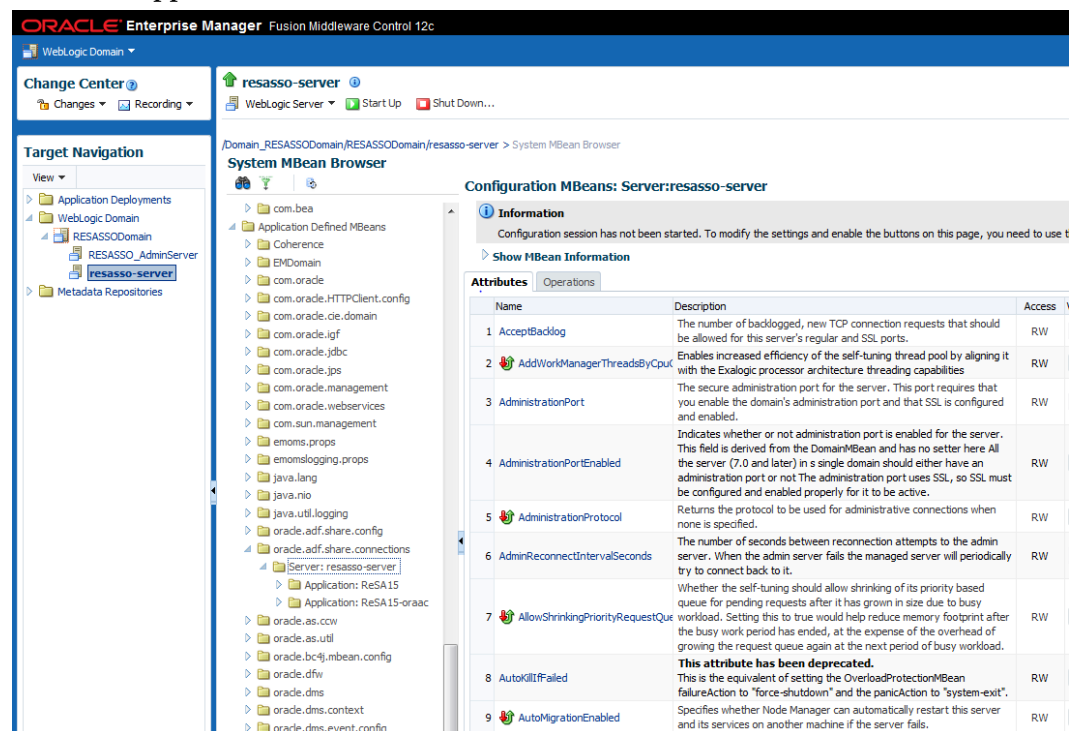 ORACLE Enterprise Manager Fusion Middleware Control 12c
WebLogic Domain
Change Center
Changes Recording
resasso-server
WebLogic Server Start Up Shut Down...
Target Navigation
View
Application Deployments
WebLogic Domain
RESASSODomain
RESASSO_AdminServer
resasso-server
Metadata Repositories
/Domain_RESASSODomain/RESASSODomain/resasso-server > System MBean Browser
System MBean Browser
com.bea
Application Defined MBeans
Coherence
EMDomain
com.oracle
com.oracle.HTTPClient.config
com.oracle.cie.domain
com.oracle.igf
com.oracle.jdbc
com.oracle.jps
com.oracle.management
com.oracle.webservices
com.sun.management
emoms.props
emomslogging.props
java.lang
java.nio
java.util.logging
oracle.adf.share.config
oracle.adf.share.connections
Server: resasso-server
Application: ReSA15
Application: ReSA15-oraac
oracle.as.ccw
oracle.as.util
oracle.bc4j.mbean.config
oracle.dfw
oracle.dms
oracle.dms.context
oracle.dms.event.config
Configuration MBeans: Server:resasso-server
Information
Configuration session has not been started. To modify the settings and enable the buttons on this page, you need to use
Show MBean Information
Attributes Operations
Name Description Access
1 AcceptBacklog The number of backlogged, new TCP connection requests that should RW
be allowed for this server's regular and SSL ports.
2 AddWorkManagerThreadsByCpuC Enables increased efficiency of the self-tuning thread pool by aligning it RW
with the Exalogic processor architecture threading capabilities
3 AdministrationPort The secure administration port for the server. This port requires that RW
you enable the domain's administration port and that SSL is configured
and enabled.
4 AdministrationPortEnabled Indicates whether or not administration port is enabled for the server. RW
This field is derived from the DomainMBean and has no setter here All
the server (7.0 and later) in s single domain should either have an
administration port or not The administration port uses SSL, so SSL must
be configured and enabled properly for it to be active.
5 AdministrationProtocol Returns the protocol to be used for administrative connections when RW
none is specified.
6 AdminReconnectIntervalSeconds The number of seconds between reconnection attempts to the admin RW
server. When the admin server fails the managed server will periodically
try to connect back to it.
7 AllowShrinkingPriorityRequestQue Whether the self-tuning should allow shrinking of its priority based RW
queue for pending requests after it has grown in size due to busy
workload. Setting this to true would help reduce memory footprint after
the busy work period has ended, at the expense of the overhead of
growing the request queue again at the next period of busy workload.
8 AutoKillIfFailed This attribute has been deprecated. RW
This is the equivalent of setting the OverloadProtectionMBean
failureAction to "force-shutdown" and the panicAction to "system-exit".
9 AutoMigrationEnabled Specifies whether Node Manager can automatically restart this server RW
and its services on another machine if the server fails.